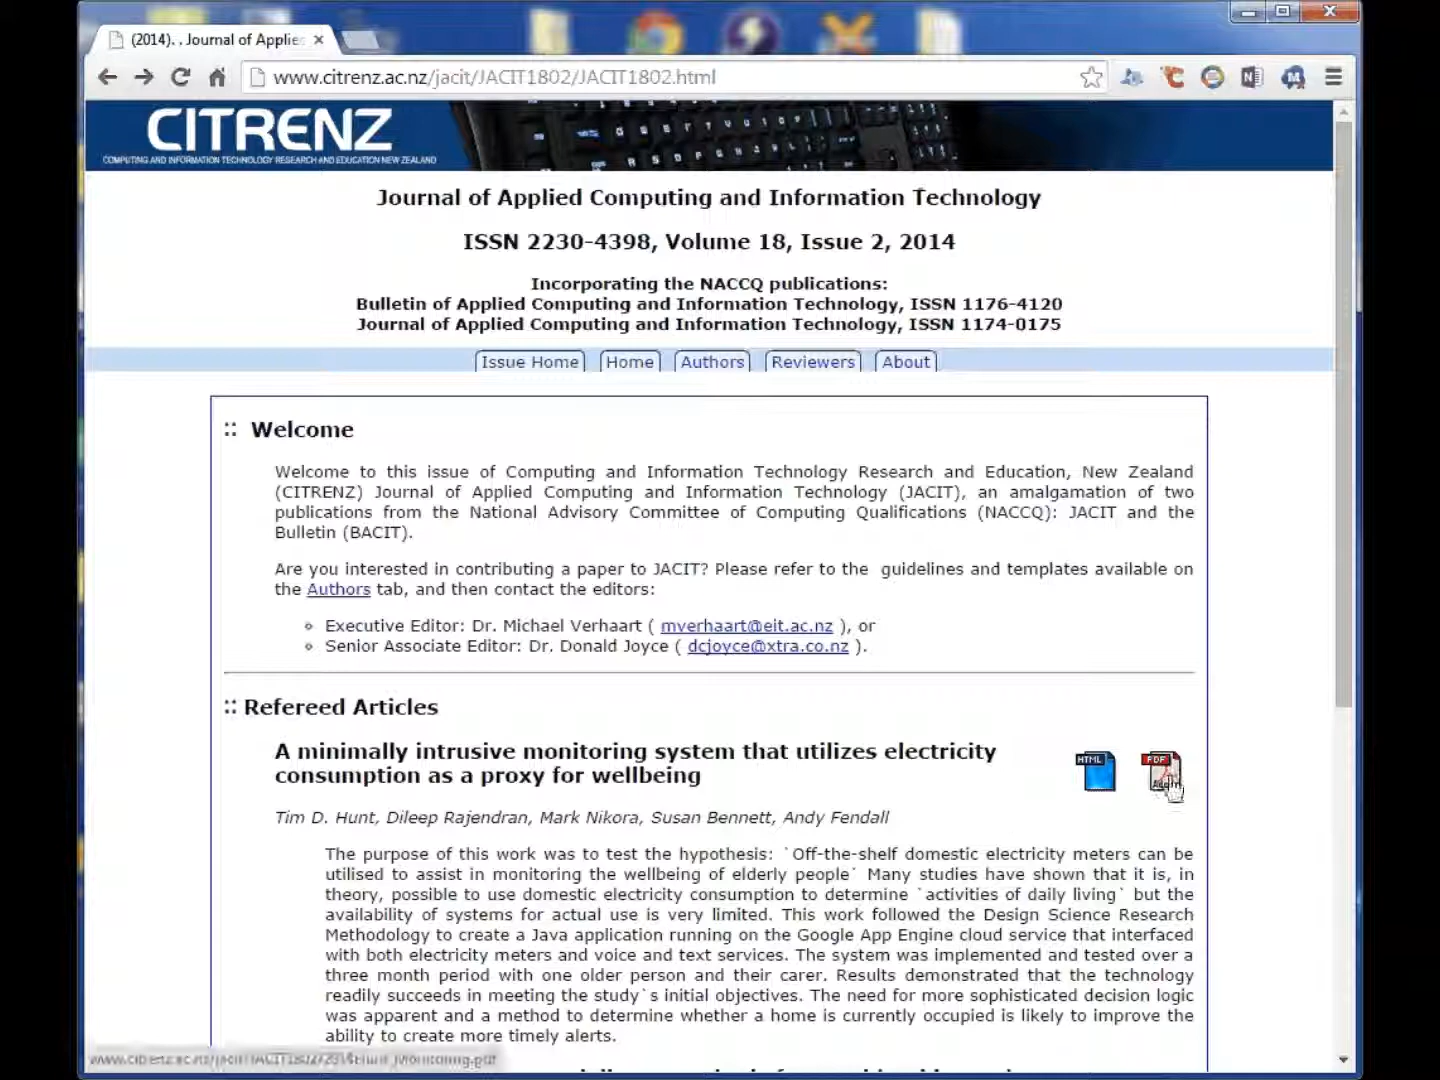 (2014). , Journal of Applie
www.citrenz.ac.nz/jacit/JACIT1802/JACIT1802.html
CITRENZ
COMPUTING AND INFORMATION TECHNOLOGY RESEARCH AND EDUCATION NEW ZEALAND
Journal of Applied Computing and Information Technology
ISSN 2230-4398, Volume 18, Issue 2, 2014
Incorporating the NACCQ publications:
Bulletin of Applied Computing and Information Technology, ISSN 1176-4120
Journal of Applied Computing and Information Technology, ISSN 1174-0175
Issue Home Home Authors Reviewers About
:: Welcome
Welcome to this issue of Computing and Information Technology Research and Education, New Zealand
(CITRENZ) Journal of Applied Computing and Information Technology (JACIT), an amalgamation of two
publications from the National Advisory Committee of Computing Qualifications (NACCQ): JACIT and the
Bulletin (BACIT).
Are you interested in contributing a paper to JACIT? Please refer to the guidelines and templates available on
the Authors tab, and then contact the editors:
Executive Editor: Dr. Michael Verhaart ( mverhaart@eit.ac.nz ), or
Senior Associate Editor: Dr. Donald Joyce ( dcjoyce@xtra.co.nz ).
:: Refereed Articles
A minimally intrusive monitoring system that utilizes electricity
consumption as a proxy for wellbeing
HTML PDF
Tim D. Hunt, Dileep Rajendran, Mark Nikora, Susan Bennett, Andy Fendall
The purpose of this work was to test the hypothesis: `Off-the-shelf domestic electricity meters can be
utilised to assist in monitoring the wellbeing of elderly people` Many studies have shown that it is, in
theory, possible to use domestic electricity consumption to determine `activities of daily living` but the
availability of systems for actual use is very limited. This work followed the Design Science Research
Methodology to create a Java application running on the Google App Engine cloud service that interfaced
with both electricity meters and voice and text services. The system was implemented and tested over a
three month period with one older person and their carer. Results demonstrated that the technology
readily succeeds in meeting the study`s initial objectives. The need for more sophisticated decision logic
was apparent and a method to determine whether a home is currently occupied is likely to improve the
ability to create more timely alerts.